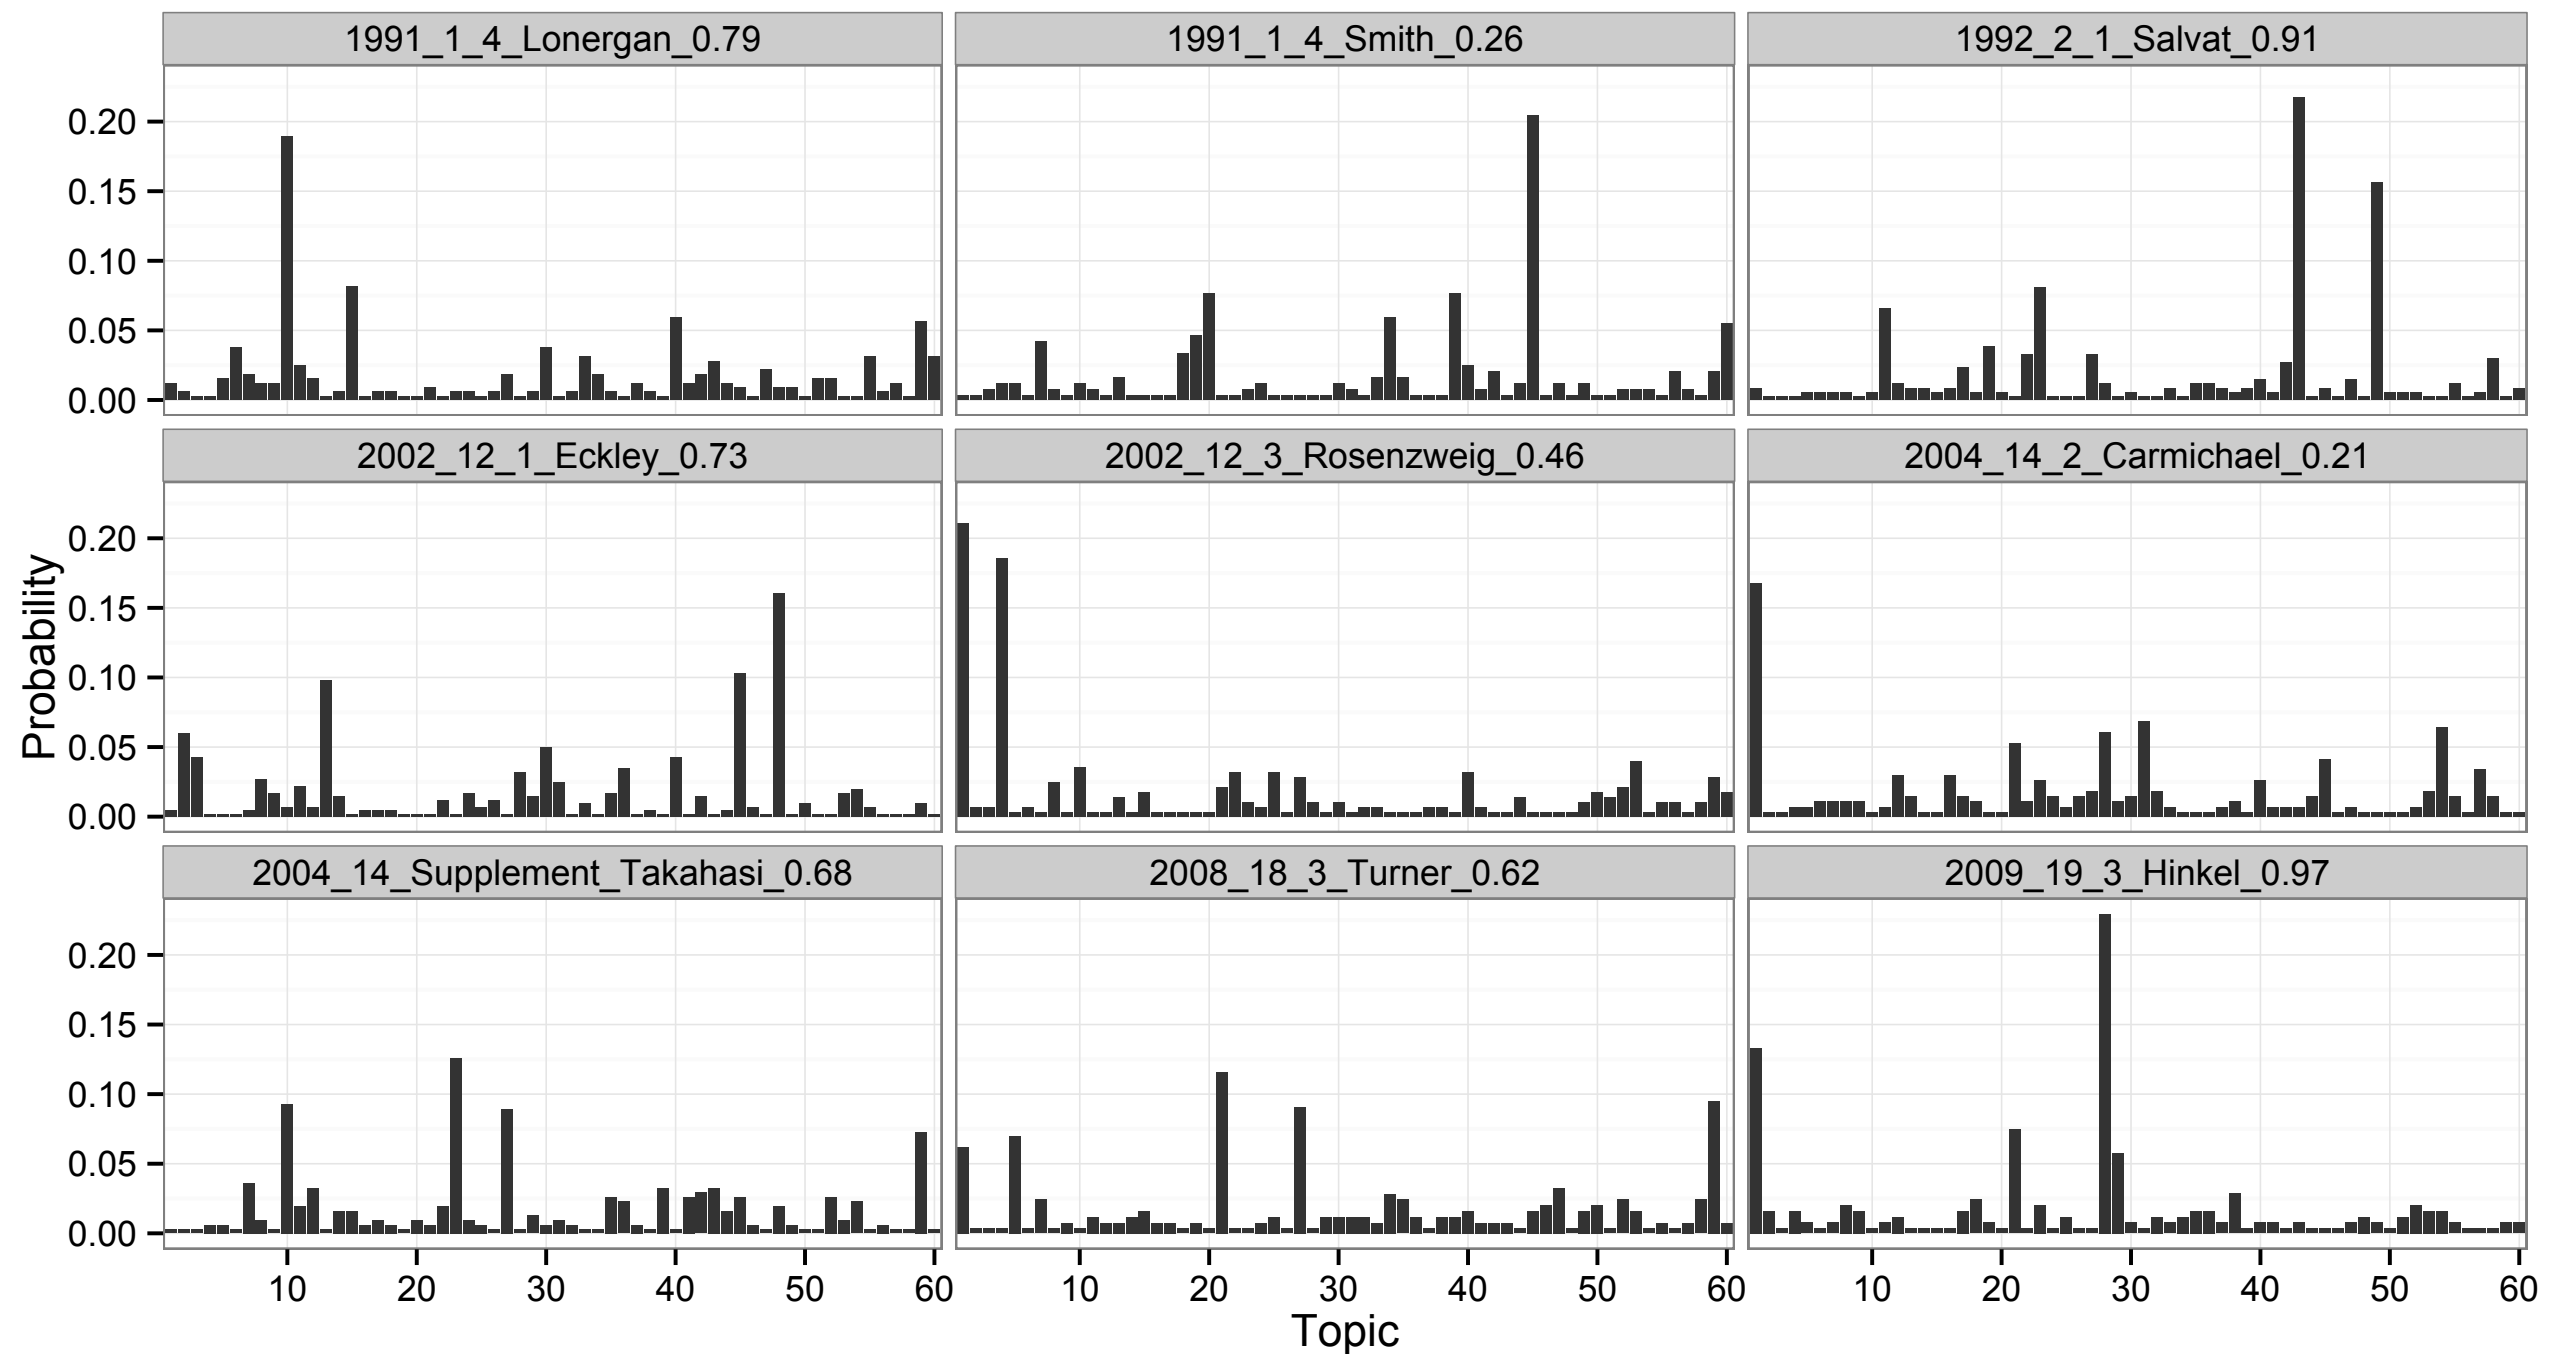 1991_1_4_Lonergan_0.79
1991_1_4_Smith_0.26
1992_2_1_Salvat_0.91
0.20
0.15
0.10
0.05
0.00
2002_12_1_Eckley_0.73
2002_12_3_Rosenzweig_0.46
2004_14_2_Carmichael_0.21
Probability
0.20
0.15
0.10
0.05
0.00
2004_14_Supplement_Takahasi_0.68
2008_18_3_Turner_0.62
2009_19_3_Hinkel_0.97
0.20
0.15
0.10
0.05
0.00
10 20 30 40 50 60 10 20 30 40 50 60 10 20 30 40 50 60
Topic